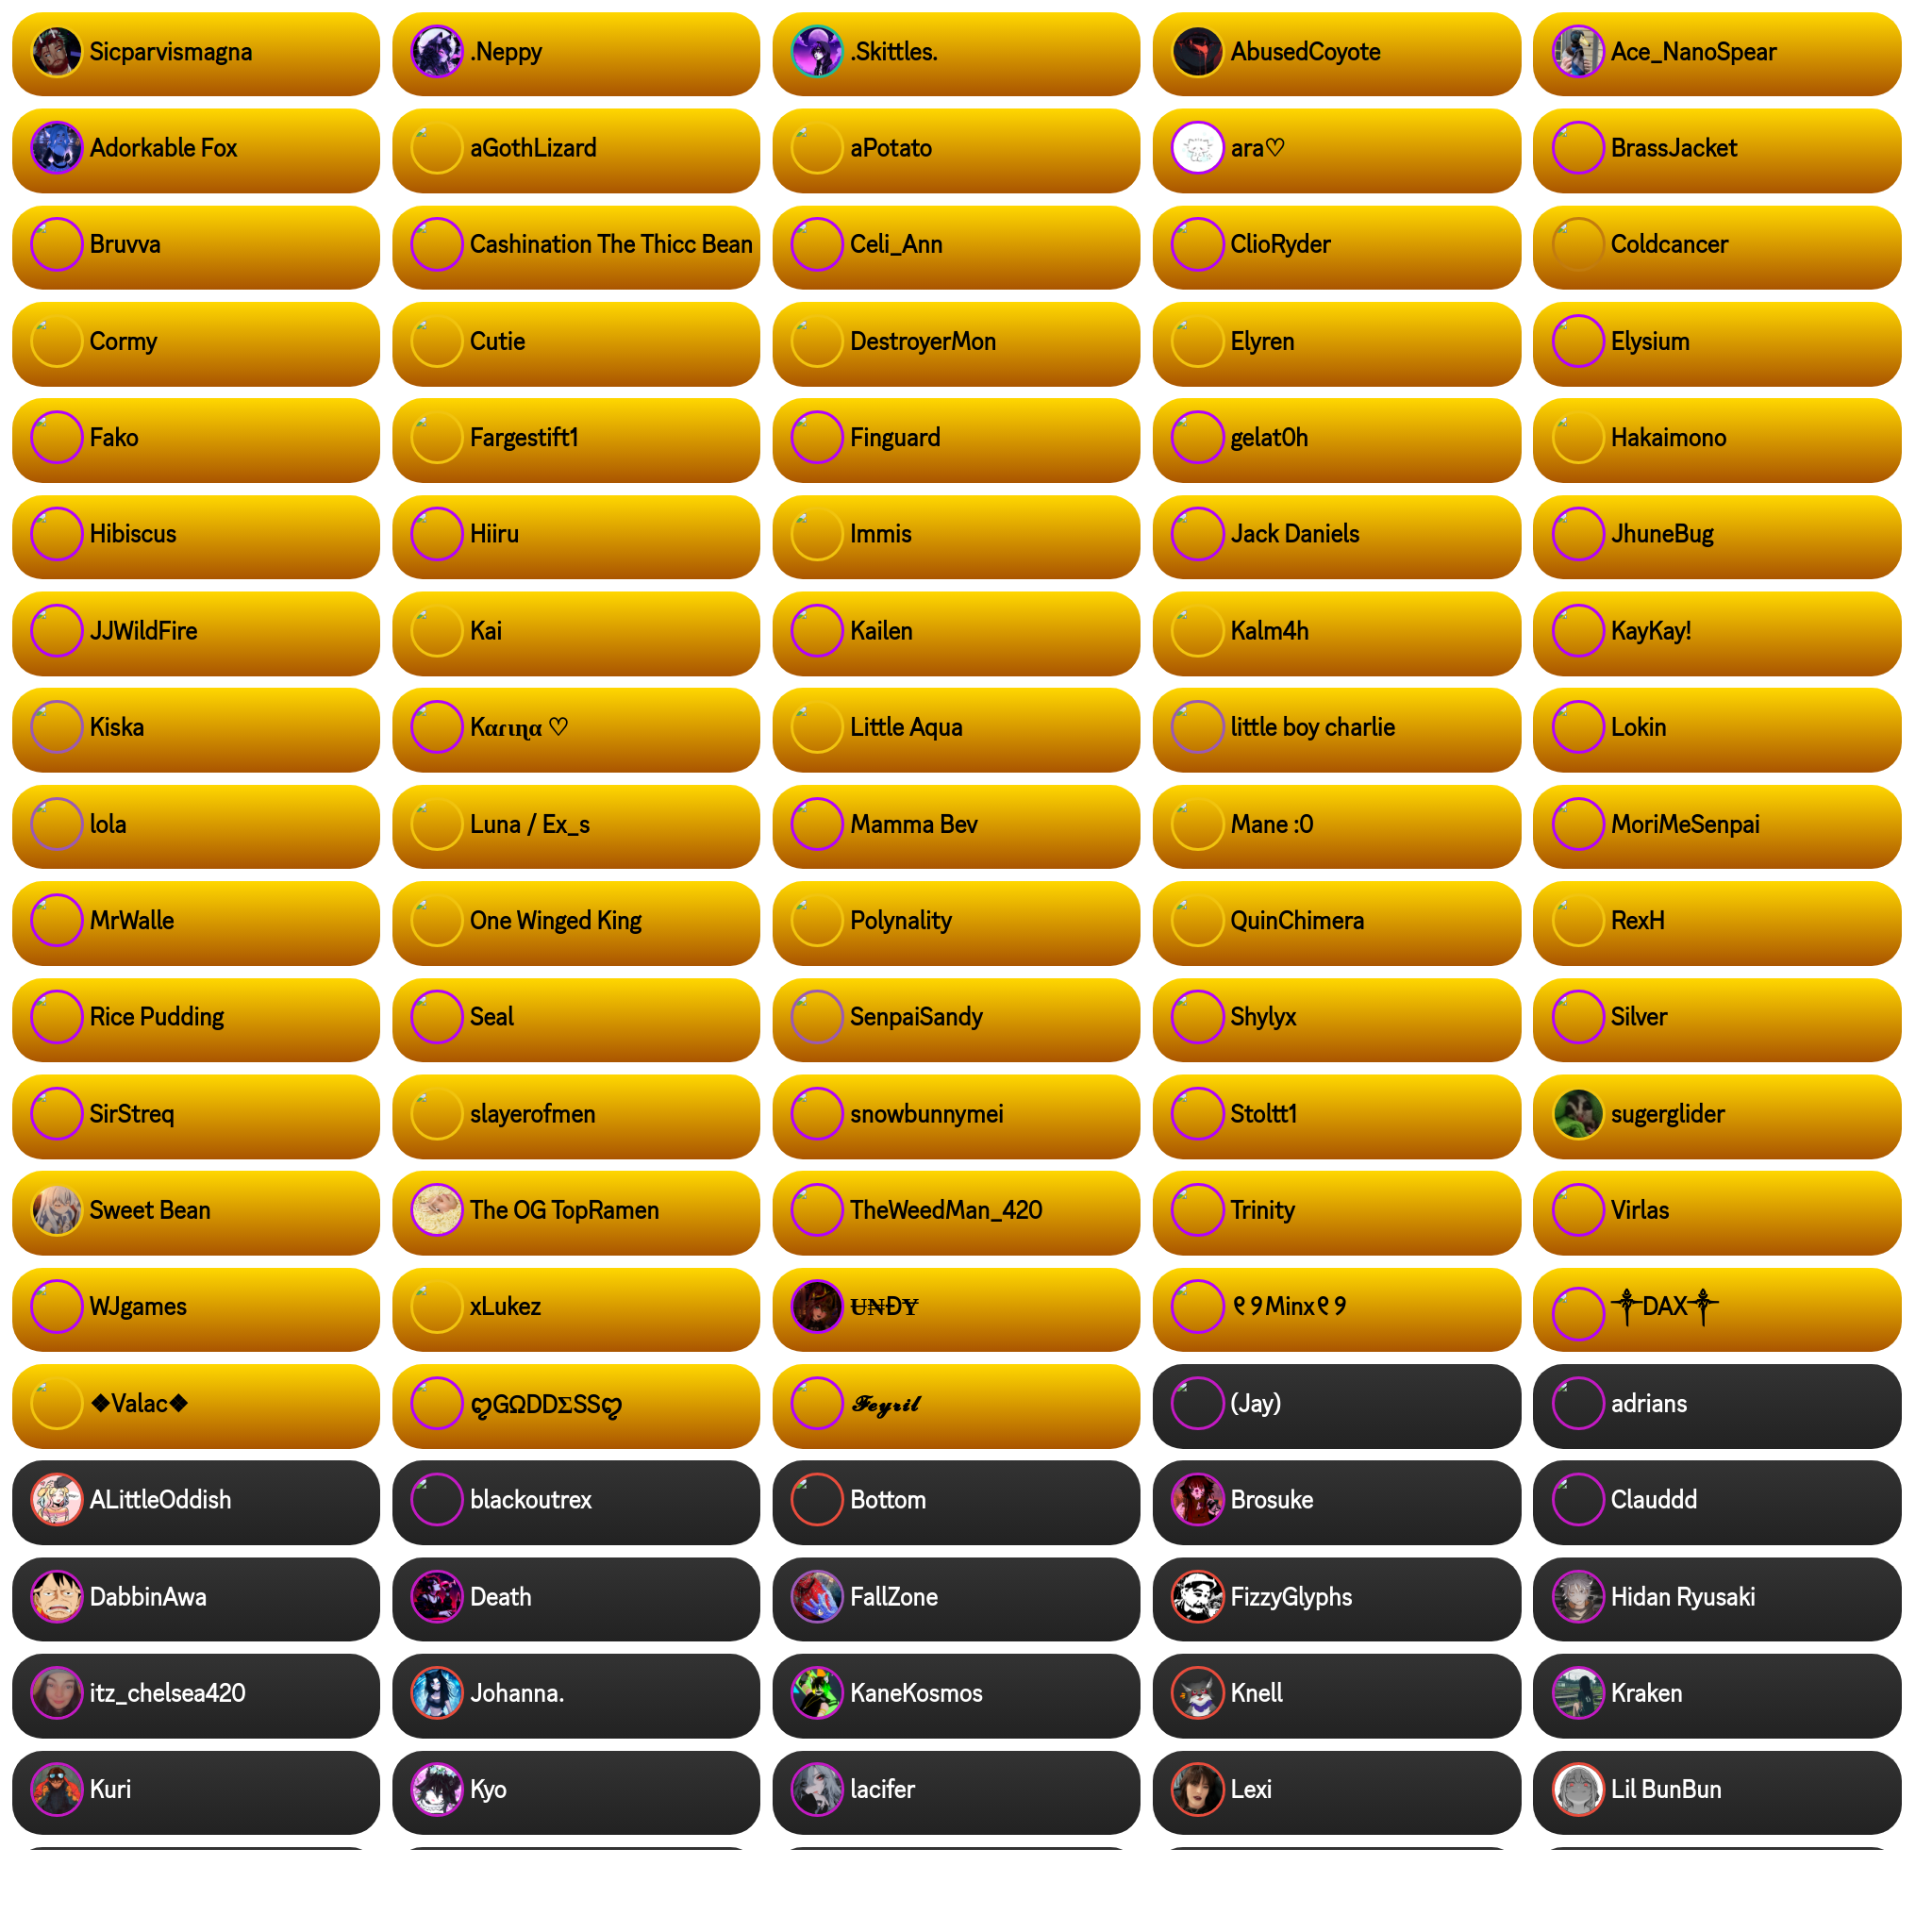 Sicparvismagna
.Neppy
.Skittles.
AbusedCoyote
Ace_NanoSpear
Adorkable Fox
aGothLizard
aPotato
ara♡
BrassJacket
Bruvva
Cashination The Thicc Bean
Celi_Ann
ClioRyder
Coldcancer
Cormy
Cutie
DestroyerMon
Elyren
Elysium
Fako
Fargestift1
Finguard
gelat0h
Hakaimono
Hibiscus
Hiiru
Immis
Jack Daniels
JhuneBug
JJWildFire
Kai
Kailen
Kalm4h
KayKay!
Kiska
Kαɾιɳα ♡
Little Aqua
little boy charlie
Lokin
lola
Luna / Ex_s
Mamma Bev
Mane :0
MoriMeSenpai
MrWalle
One Winged King
Polynality
QuinChimera
RexH
Rice Pudding
Seal
SenpaiSandy
Shylyx
Silver
SirStreq
slayerofmen
snowbunnymei
Stoltt1
sugerglider
Sweet Bean
The OG TopRamen
TheWeedMan_420
Trinity
Virlas
WJgames
xLukez
U̶₦ĐɎ
୧୨Minx୧୨
༒DAX༒
❖Valac❖
ღGΩDDΣSSღ
𝓕𝓮𝔂𝓻𝓲𝓵
(Jay)
adrians
ALittleOddish
blackoutrex
Bottom
Brosuke
Clauddd
DabbinAwa
Death
FallZone
FizzyGlyphs
Hidan Ryusaki
itz_chelsea420
Johanna.
KaneKosmos
Knell
Kraken
Kuri
Kyo
lacifer
Lexi
Lil BunBun